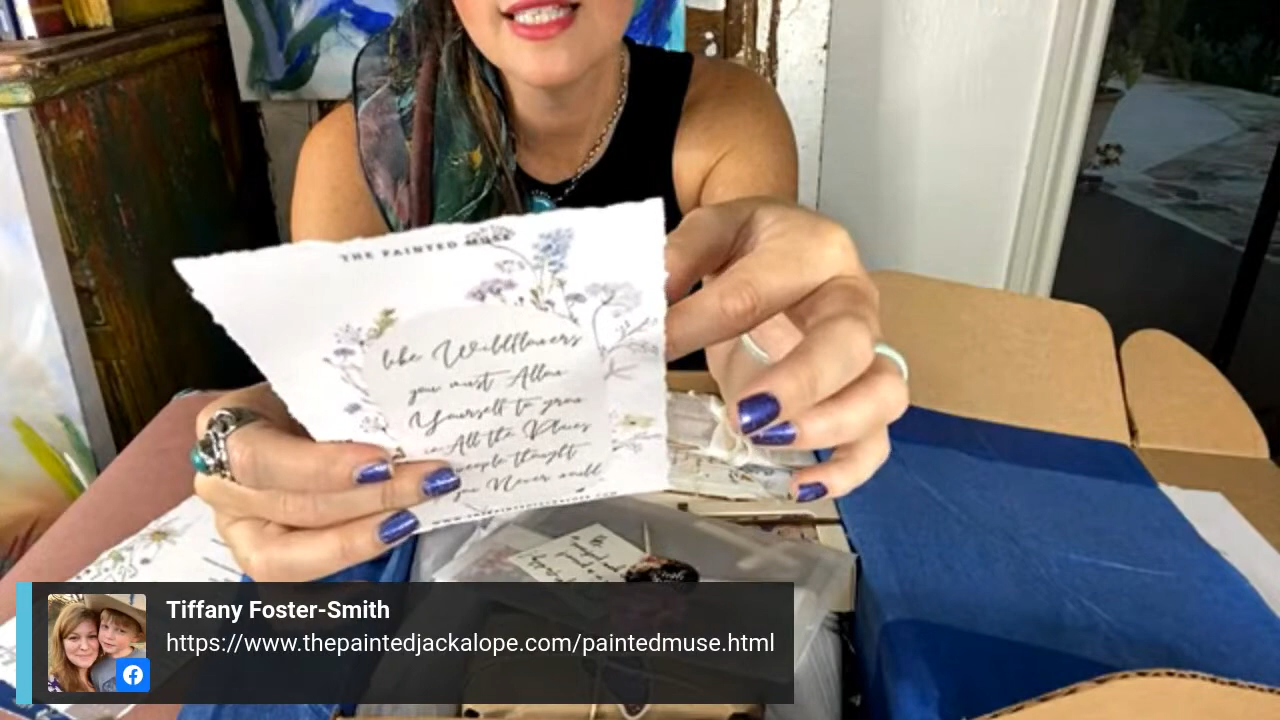 THE PAINTED MUSE
like Wildflowers
you must Allow
Yourself to grow
in All the Places
people thought
you Never would
Tiffany Foster-Smith
https://www.thepaintedjackalope.com/paintedmuse.html